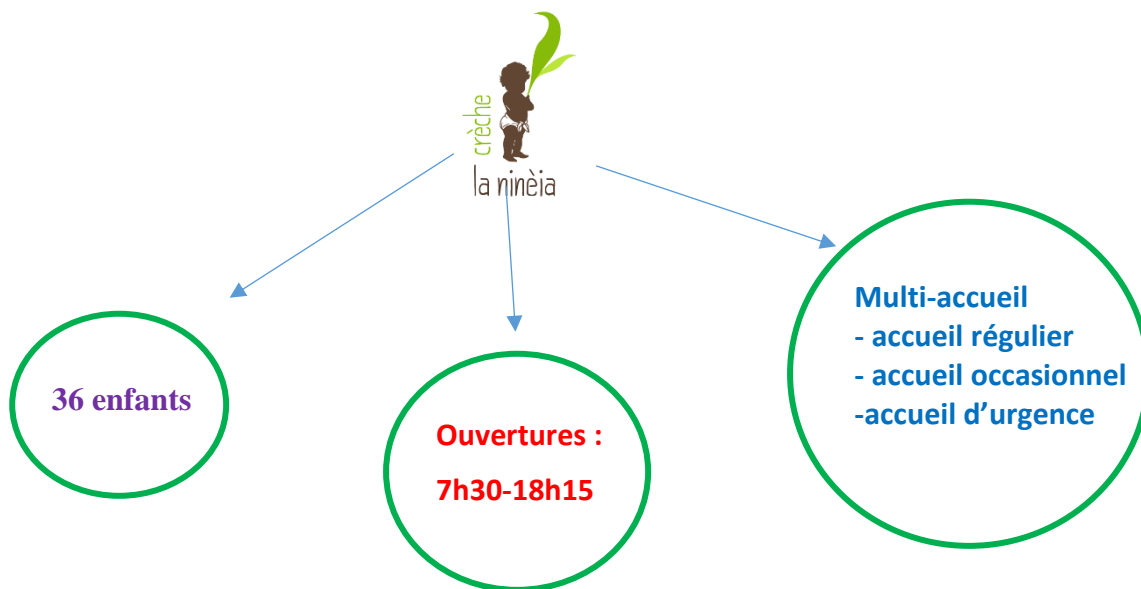 crèche
la ninèia
36 enfants
Ouvertures :
7h30-18h15
Multi-accueil
- accueil régulier
- accueil occasionnel
-accueil d’urgence